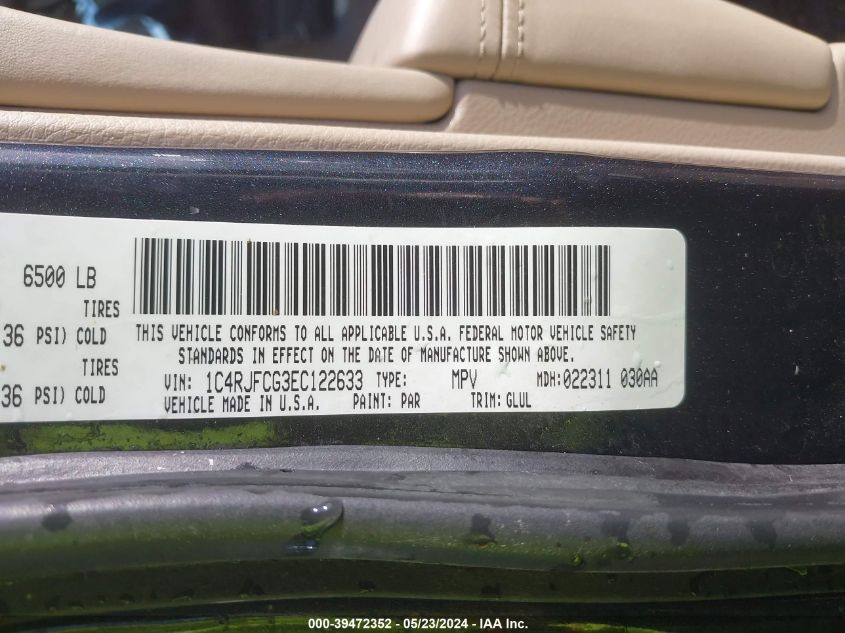 6500 LB
TIRES
36 PSI) COLD
TIRES
36 PSI) COLD
THIS VEHICLE CONFORMS TO ALL APPLICABLE U.S.A. FEDERAL MOTOR VEHICLE SAFETY
STANDARDS IN EFFECT ON THE DATE OF MANUFACTURE SHOWN ABOVE.
VIN: 1C4RJFCG3EC122633 TYPE: MPV MDH: 022311 030AA
VEHICLE MADE IN U.S.A. PAINT: PAR TRIM: GLUL
000-39472352 - 05/23/2024 - IAA Inc.